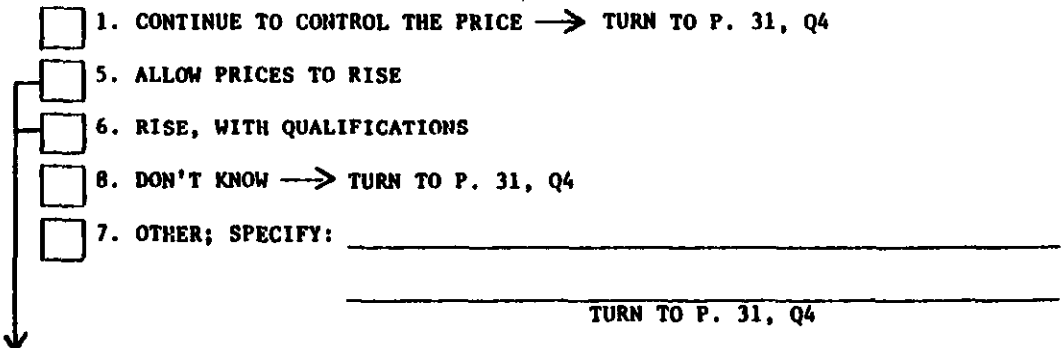 1. CONTINUE TO CONTROL THE PRICE → TURN TO P. 31, Q4
5. ALLOW PRICES TO RISE
6. RISE, WITH QUALIFICATIONS
8. DON'T KNOW → TURN TO P. 31, Q4
7. OTHER; SPECIFY:
TURN TO P. 31, Q4